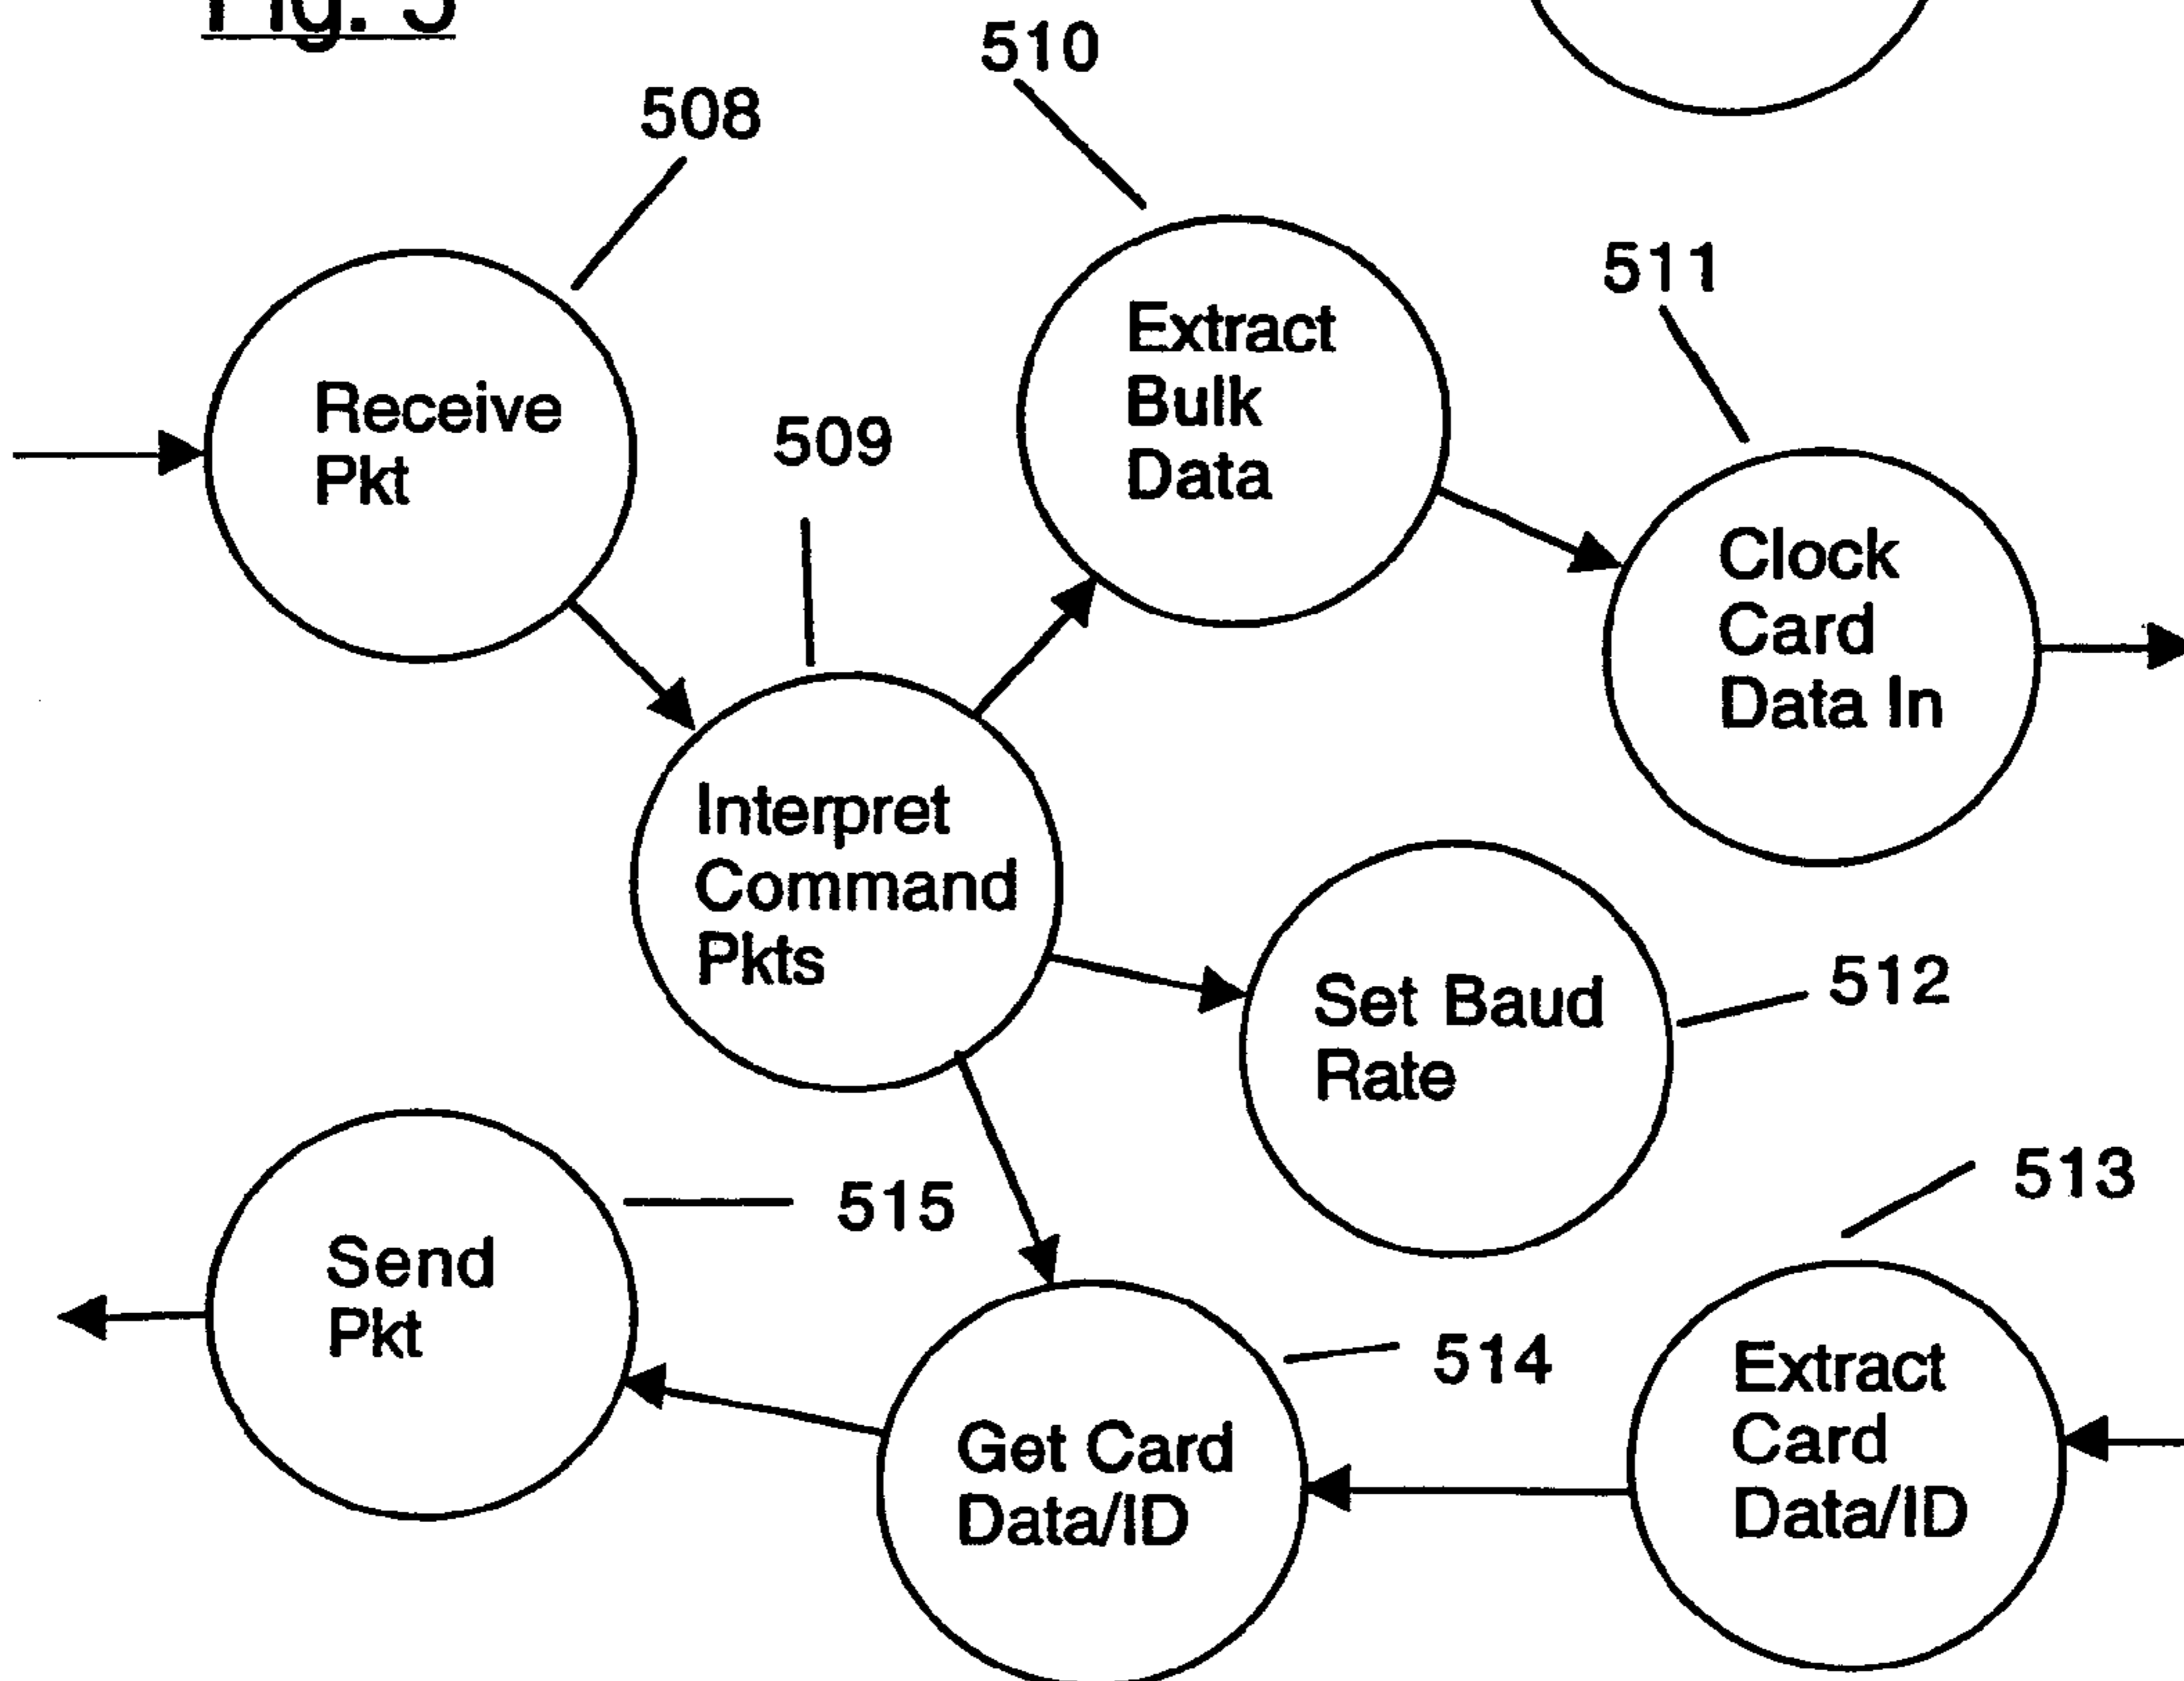 Fig. 5
510
508
511
Extract
Bulk
Data
Receive
Pkt
509
Clock
Card
Data In
Interpret
Command
Pkts
512
Set Baud
Rate
513
515
Send
Pkt
514
Extract
Card
Data/ID
Get Card
Data/ID